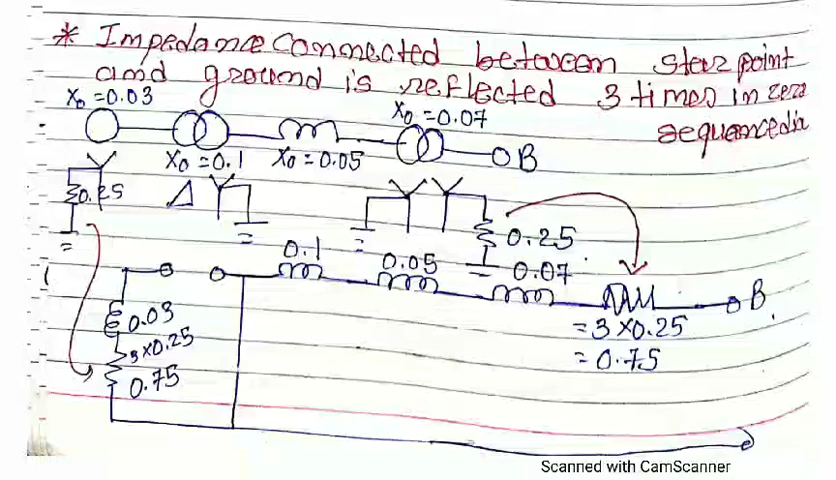 * Impedance connected between star point
and ground is reflected 3 times in zero
sequence dia
X₀ = 0.03
X₀ = 0.07
B
X₀ = 0.1 X₀ = 0.05
0.25
Δ
0.25
0.1 0.05 0.07
B.
0.03
3 x 0.25
0.75
= 3 x 0.25
= 0.75
Scanned with CamScanner